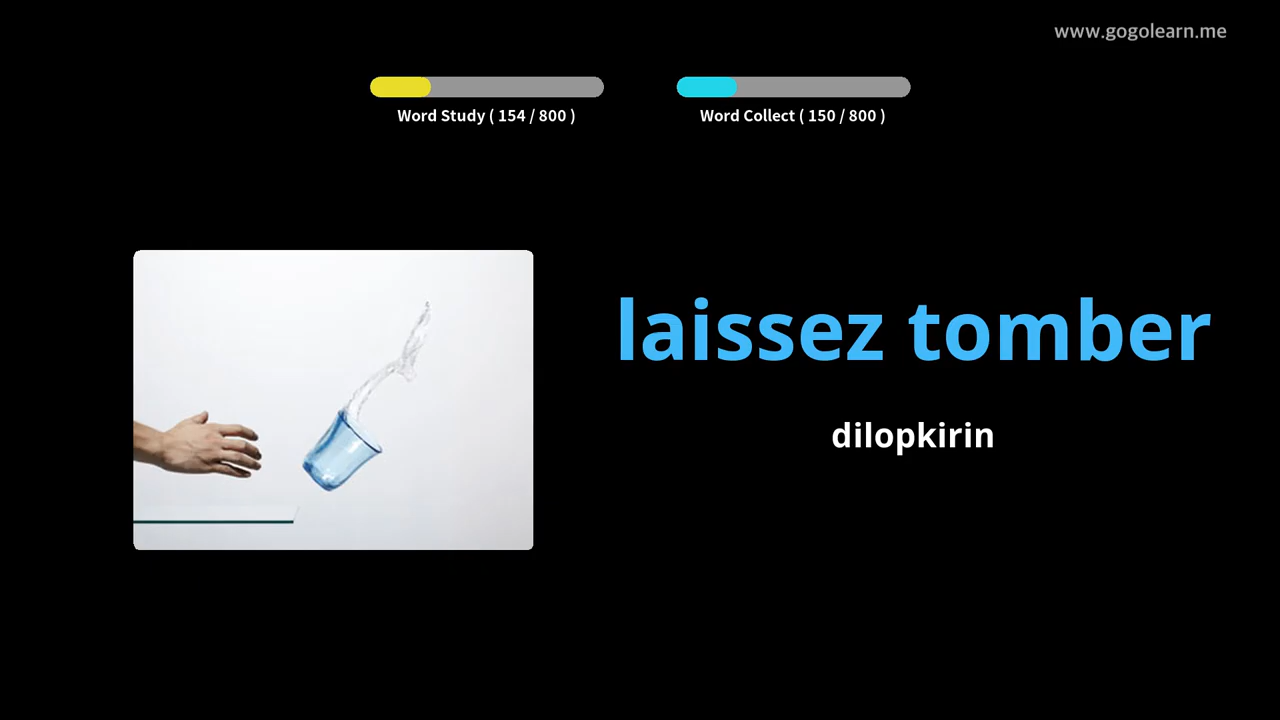 www.gogolearn.me
Word Study ( 154 / 800 )
Word Collect ( 150 / 800 )
laissez tomber
dilopkirin